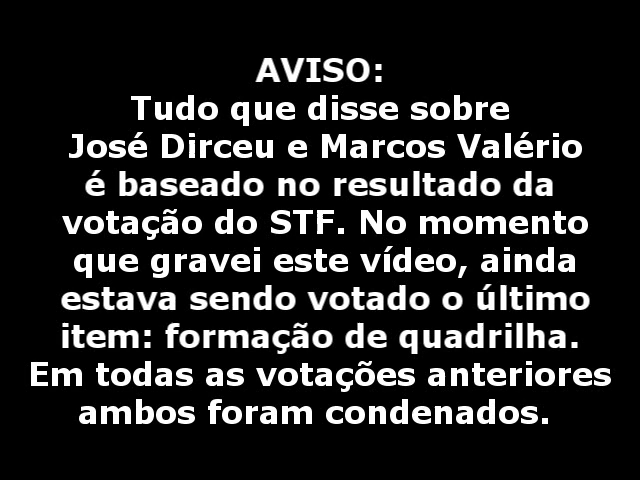 AVISO:
Tudo que disse sobre
José Dirceu e Marcos Valério
é baseado no resultado da
votação do STF. No momento
que gravei este vídeo, ainda
estava sendo votado o último
item: formação de quadrilha.
Em todas as votações anteriores
ambos foram condenados.